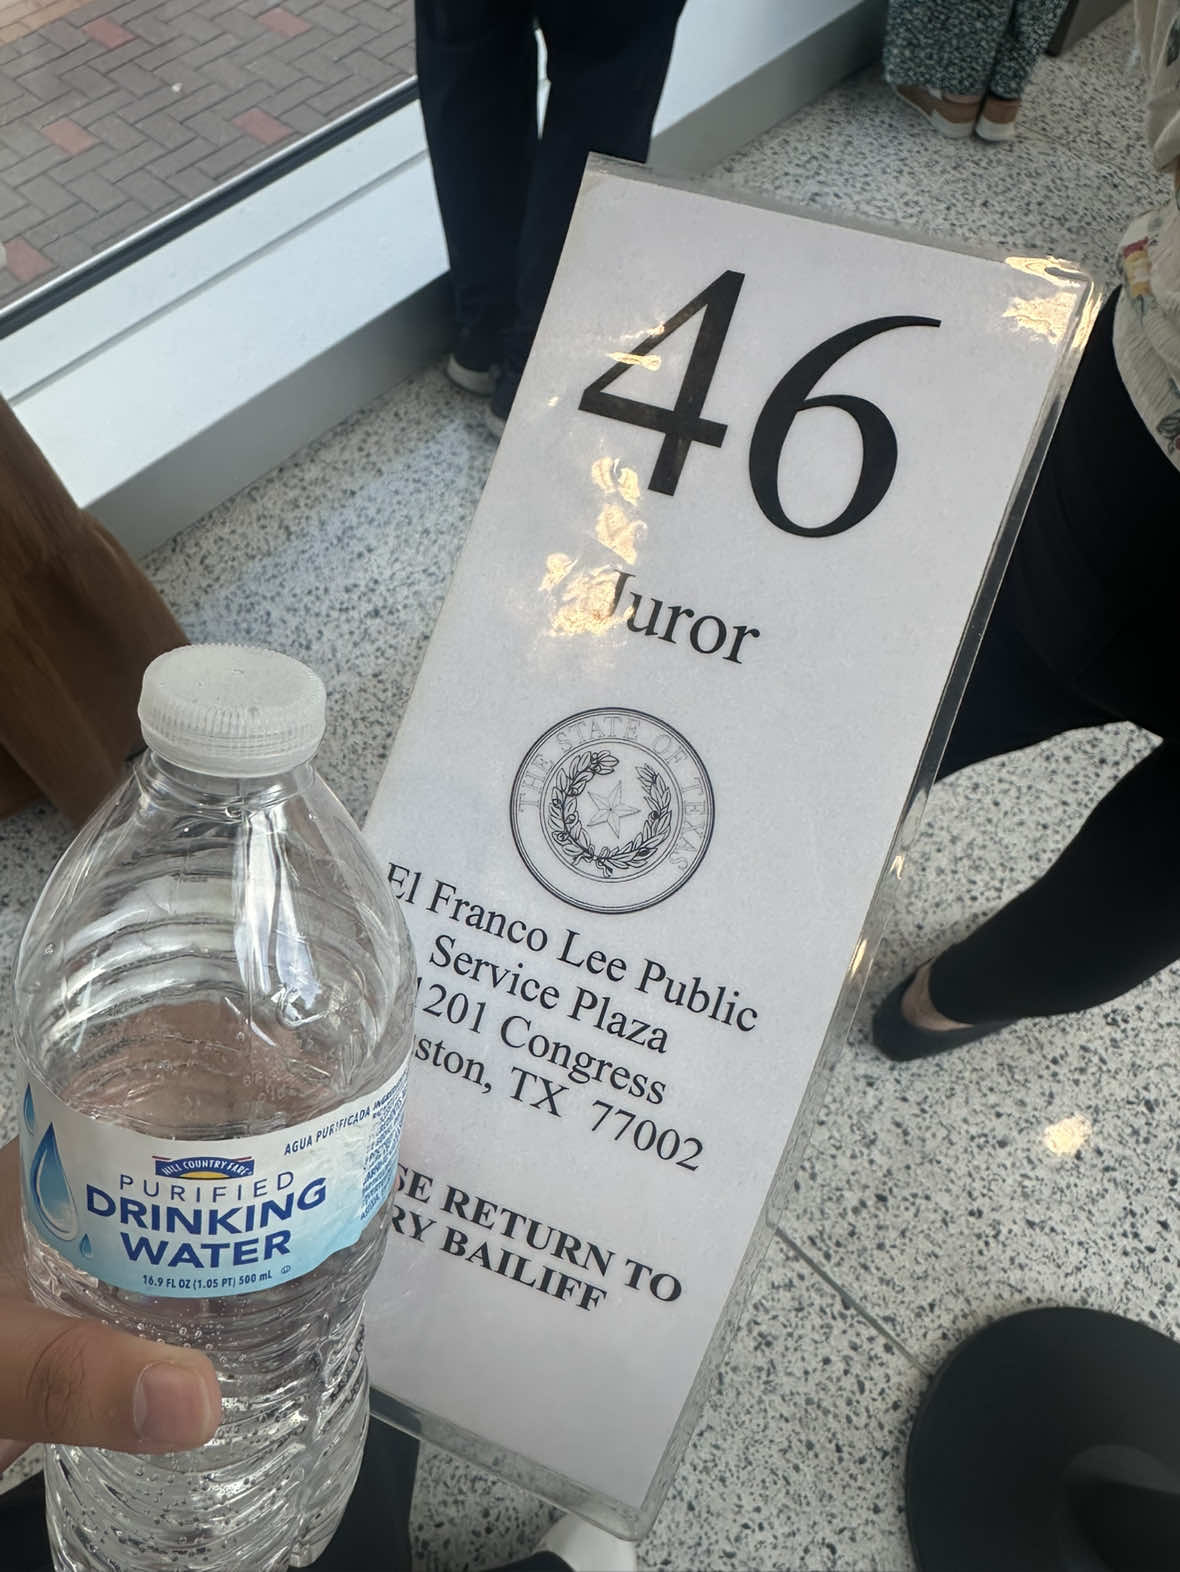 46
Juror
THE STATE OF TEXAS
El Franco Lee Public
Service Plaza
1201 Congress
ston, TX 77002
SE RETURN TO
RY BAILIFF
AGUA PURIFICADA
HILL COUNTRY FARE
PURIFIED
DRINKING
WATER
16.9 FL OZ (1.05 PT) 500 mL